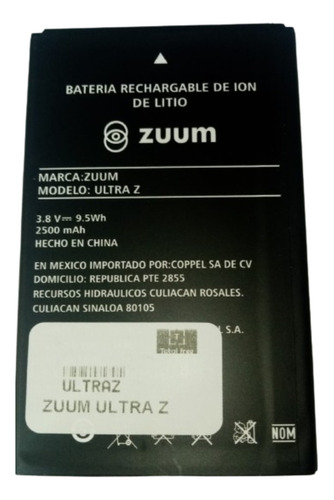 BATERIA RECHARGABLE DE ION
DE LITIO
zuum
MARCA:ZUUM
MODELO: ULTRA Z
3.8 V⎓ 9.5Wh
2500 mAh
HECHO EN CHINA
EN MEXICO IMPORTADO POR:COPPEL SA DE CV
DOMICILIO: REPUBLICA PTE 2855
RECURSOS HIDRAULICOS CULIACAN ROSALES.
CULIACAN SINALOA 80105
S.A.
Total fix
ULTRAZ
ZUUM ULTRA Z
NOM